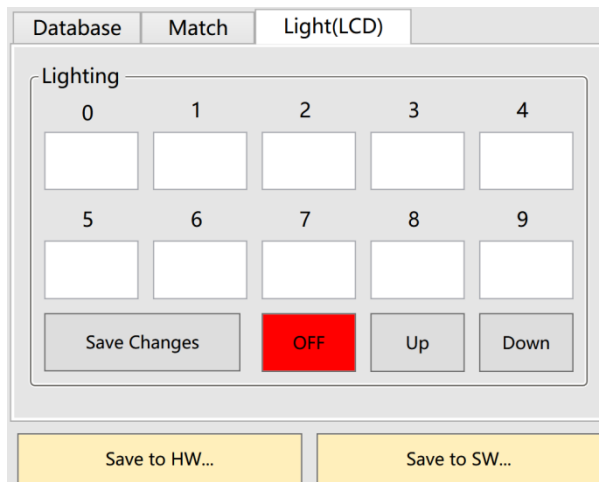 Database Match Light(LCD)
Lighting
0 1 2 3 4
5 6 7 8 9
Save Changes OFF Up Down
Save to HW... Save to SW...